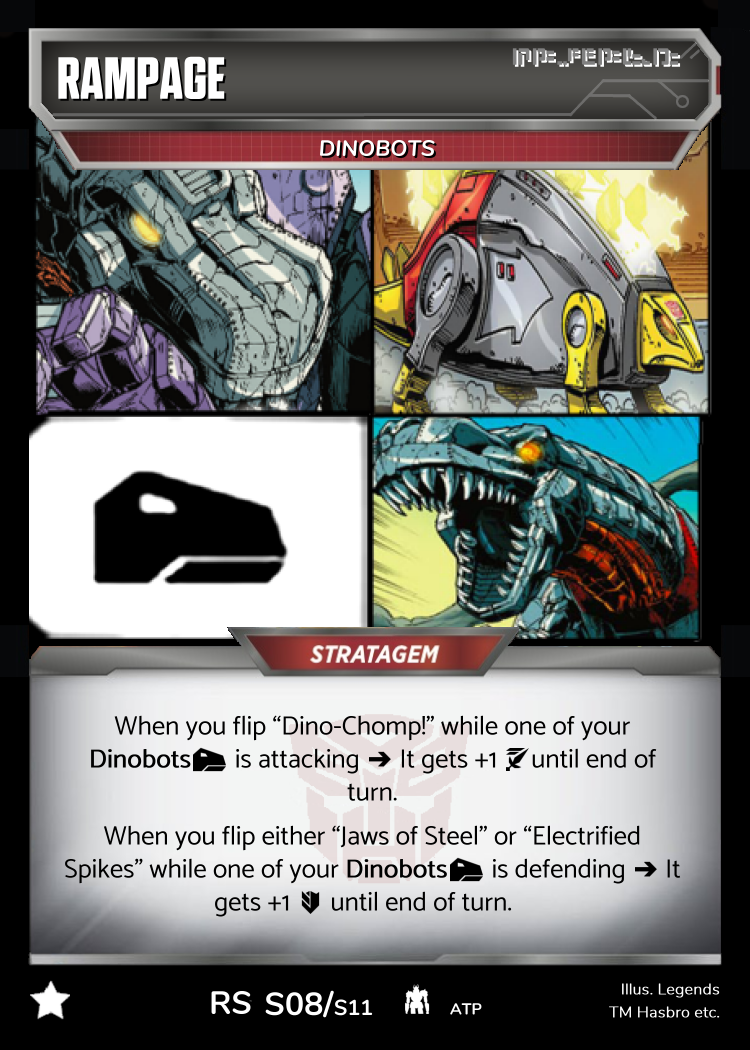 RAMPAGE
DINOBOTS
STRATAGEM
When you flip “Dino-Chomp!” while one of your
Dinobots is attacking ➔ It gets +1 until end of
turn.
When you flip either “Jaws of Steel” or “Electrified
Spikes” while one of your Dinobots is defending ➔ It
gets +1 until end of turn.
RS S08/S11 ATP
Illus. Legends
TM Hasbro etc.